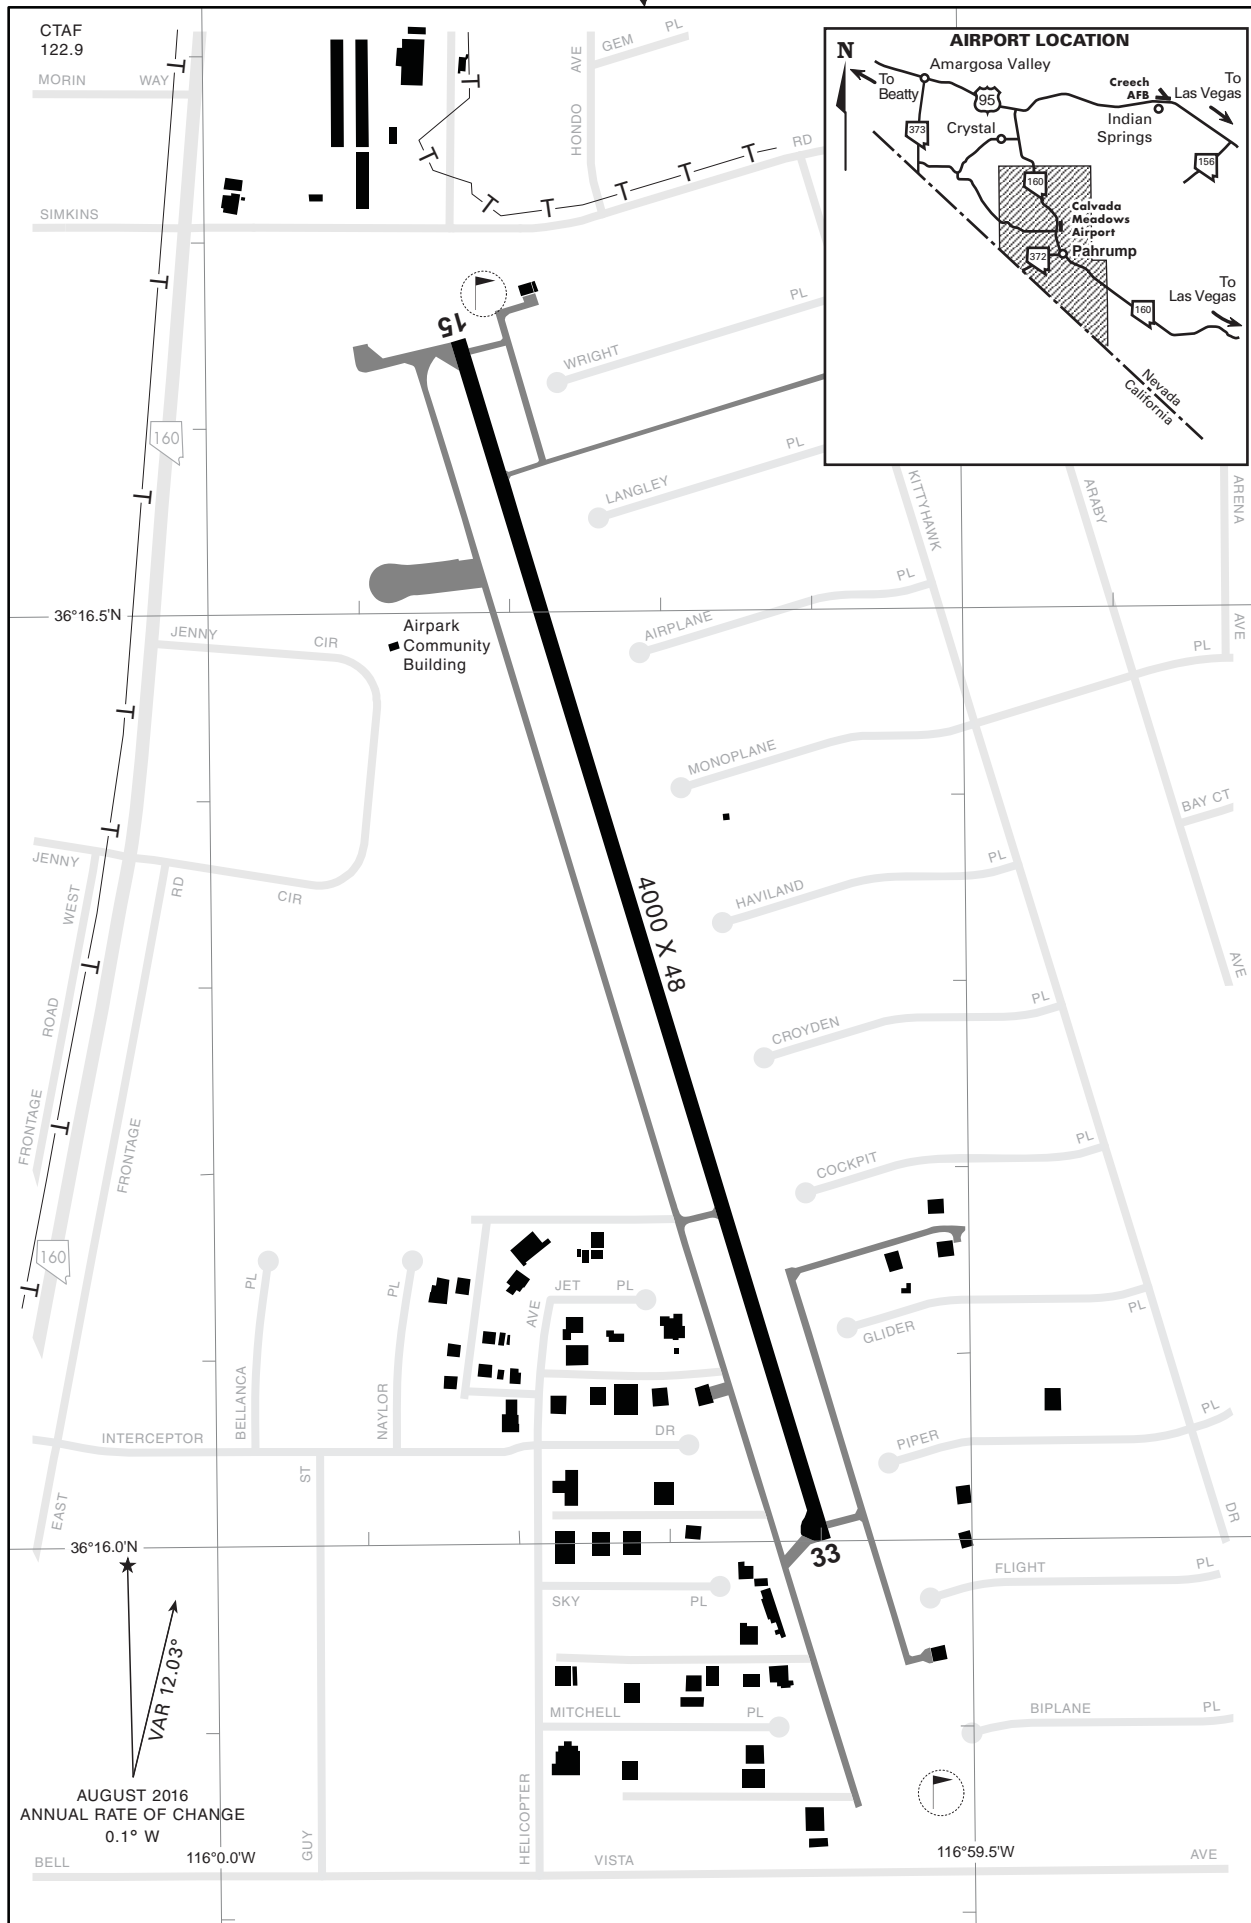 CTAF
122.9
MORIN WAY
SIMKINS RD
HONDO AVE
GEM PL
AIRPORT LOCATION
N
To
Beatty
Amargosa Valley
95
Creech
AFB
To
Las Vegas
Indian
Springs
373
Crystal
156
160
Calvada
Meadows
Airport
372
Pahrump
To
Las Vegas
160
Nevada
California
15
WRIGHT PL
160
LANGLEY PL
KITTYHAWK
ARABY
ARENA
AIRPLANE PL
36°16.5'N
Airpark
Community
Building
JENNY CIR
AVE
PL
MONOPLANE
BAY CT
JENNY CIR
HAVILAND PL
4000 X 48
WEST
RD
AVE
ROAD
CROYDEN PL
FRONTAGE
FRONTAGE
COCKPIT PL
160
PL
PL
JET PL
AVE
GLIDER PL
BELLANCA
NAYLOR
INTERCEPTOR DR
PIPER PL
ST
EAST
DR
36°16.0'N
33
FLIGHT PL
SKY PL
VAR 12.03°
MITCHELL PL
BIPLANE PL
AUGUST 2016
ANNUAL RATE OF CHANGE
0.1° W
GUY
HELICOPTER
116°0.0'W
116°59.5'W
BELL VISTA AVE